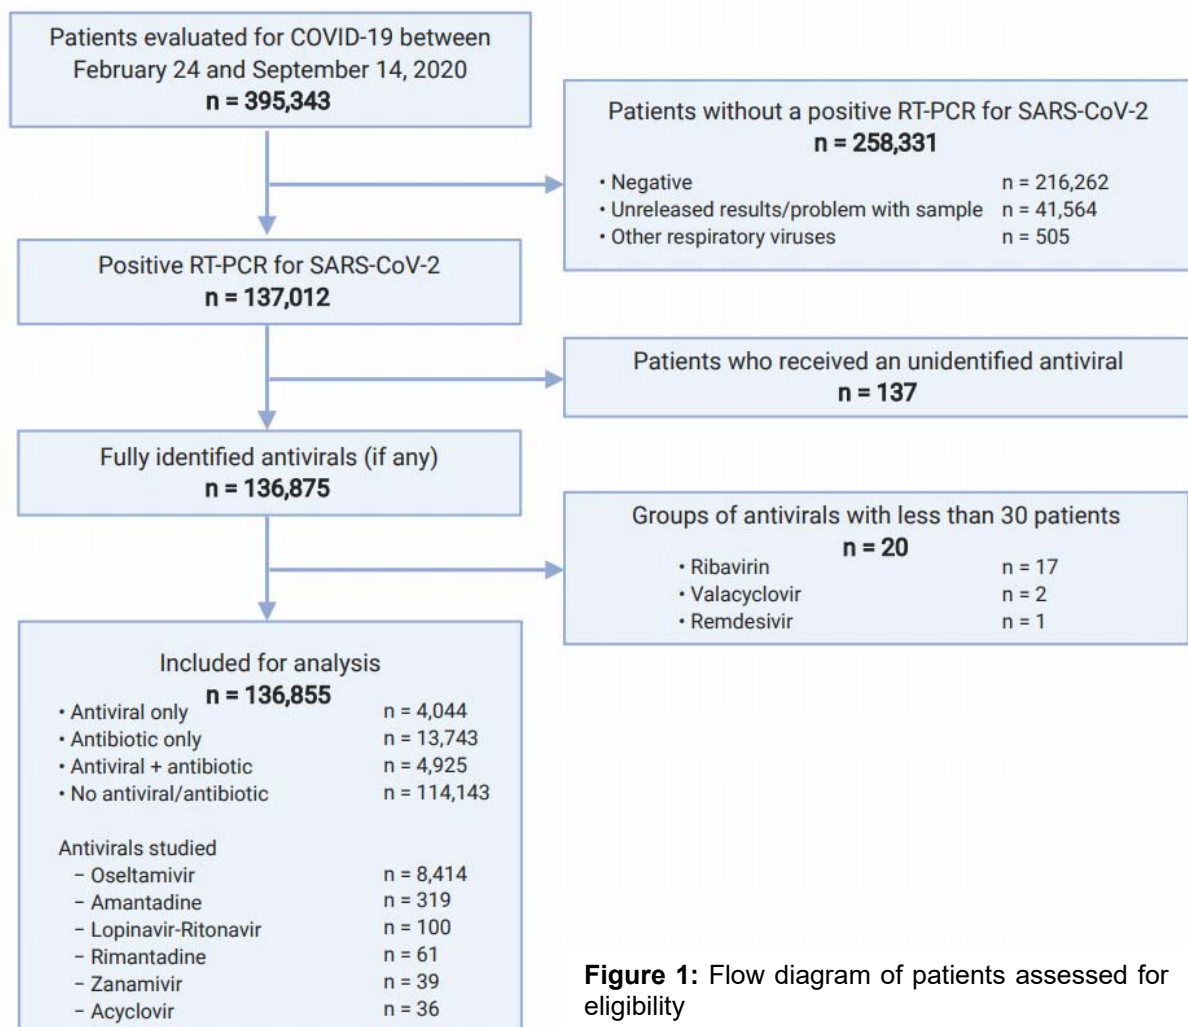 Patients evaluated for COVID-19 between
February 24 and September 14, 2020
n = 395,343
Patients without a positive RT-PCR for SARS-CoV-2
n = 258,331
• Negative n = 216,262
• Unreleased results/problem with sample n = 41,564
• Other respiratory viruses n = 505
Positive RT-PCR for SARS-CoV-2
n = 137,012
Patients who received an unidentified antiviral
n = 137
Fully identified antivirals (if any)
n = 136,875
Groups of antivirals with less than 30 patients
n = 20
• Ribavirin n = 17
• Valacyclovir n = 2
• Remdesivir n = 1
Included for analysis
n = 136,855
• Antiviral only n = 4,044
• Antibiotic only n = 13,743
• Antiviral + antibiotic n = 4,925
• No antiviral/antibiotic n = 114,143
Antivirals studied
− Oseltamivir n = 8,414
− Amantadine n = 319
− Lopinavir-Ritonavir n = 100
− Rimantadine n = 61
− Zanamivir n = 39
− Acyclovir n = 36
Figure 1: Flow diagram of patients assessed for
eligibility